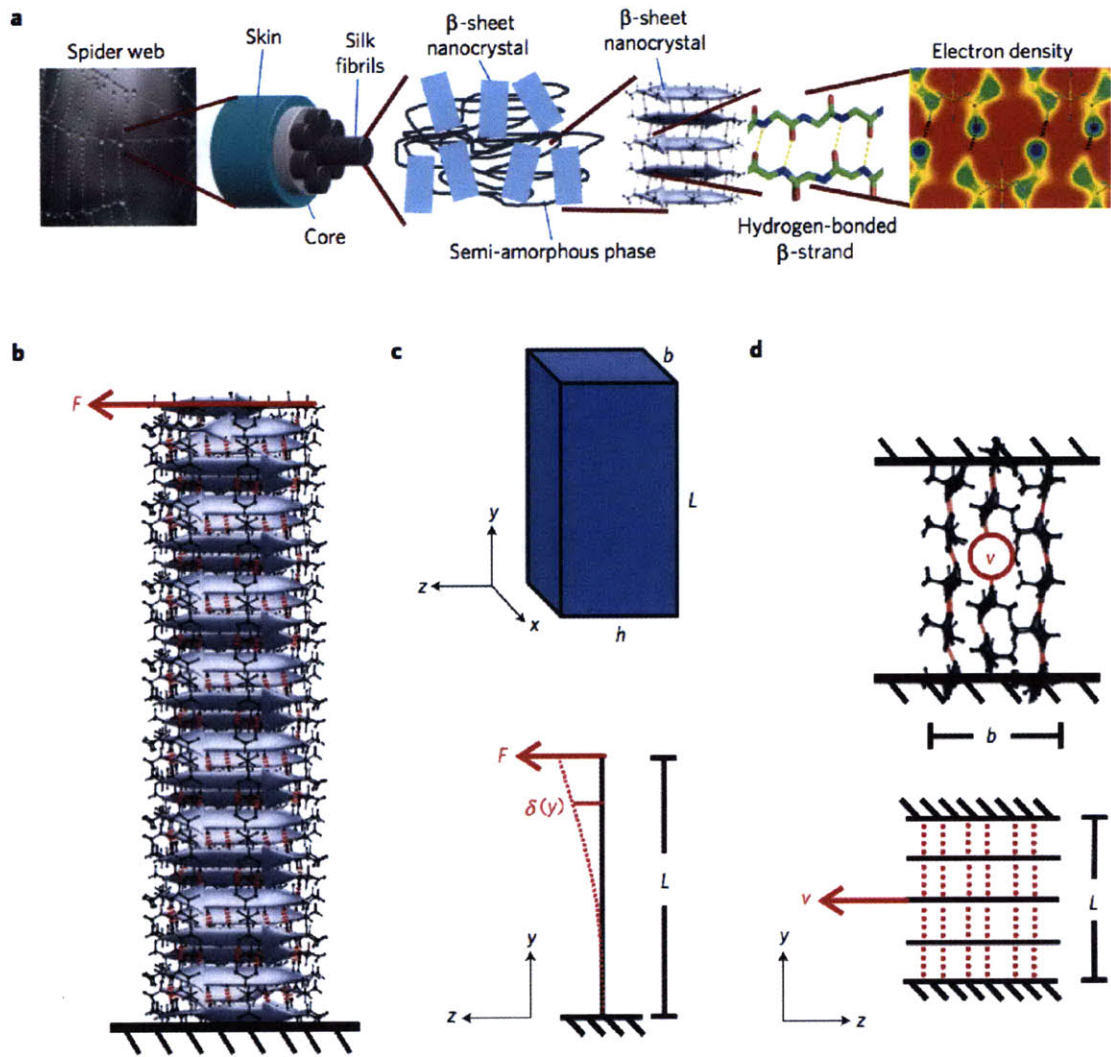 a
Spider web
Skin
Silk
fibrils
Core
β-sheet
nanocrystal
Semi-amorphous phase
β-sheet
nanocrystal
Hydrogen-bonded
β-strand
Electron density
b
F
c
b
L
h
y
z
x
F
δ(y)
L
y
z
d
v
b
v
L
y
z